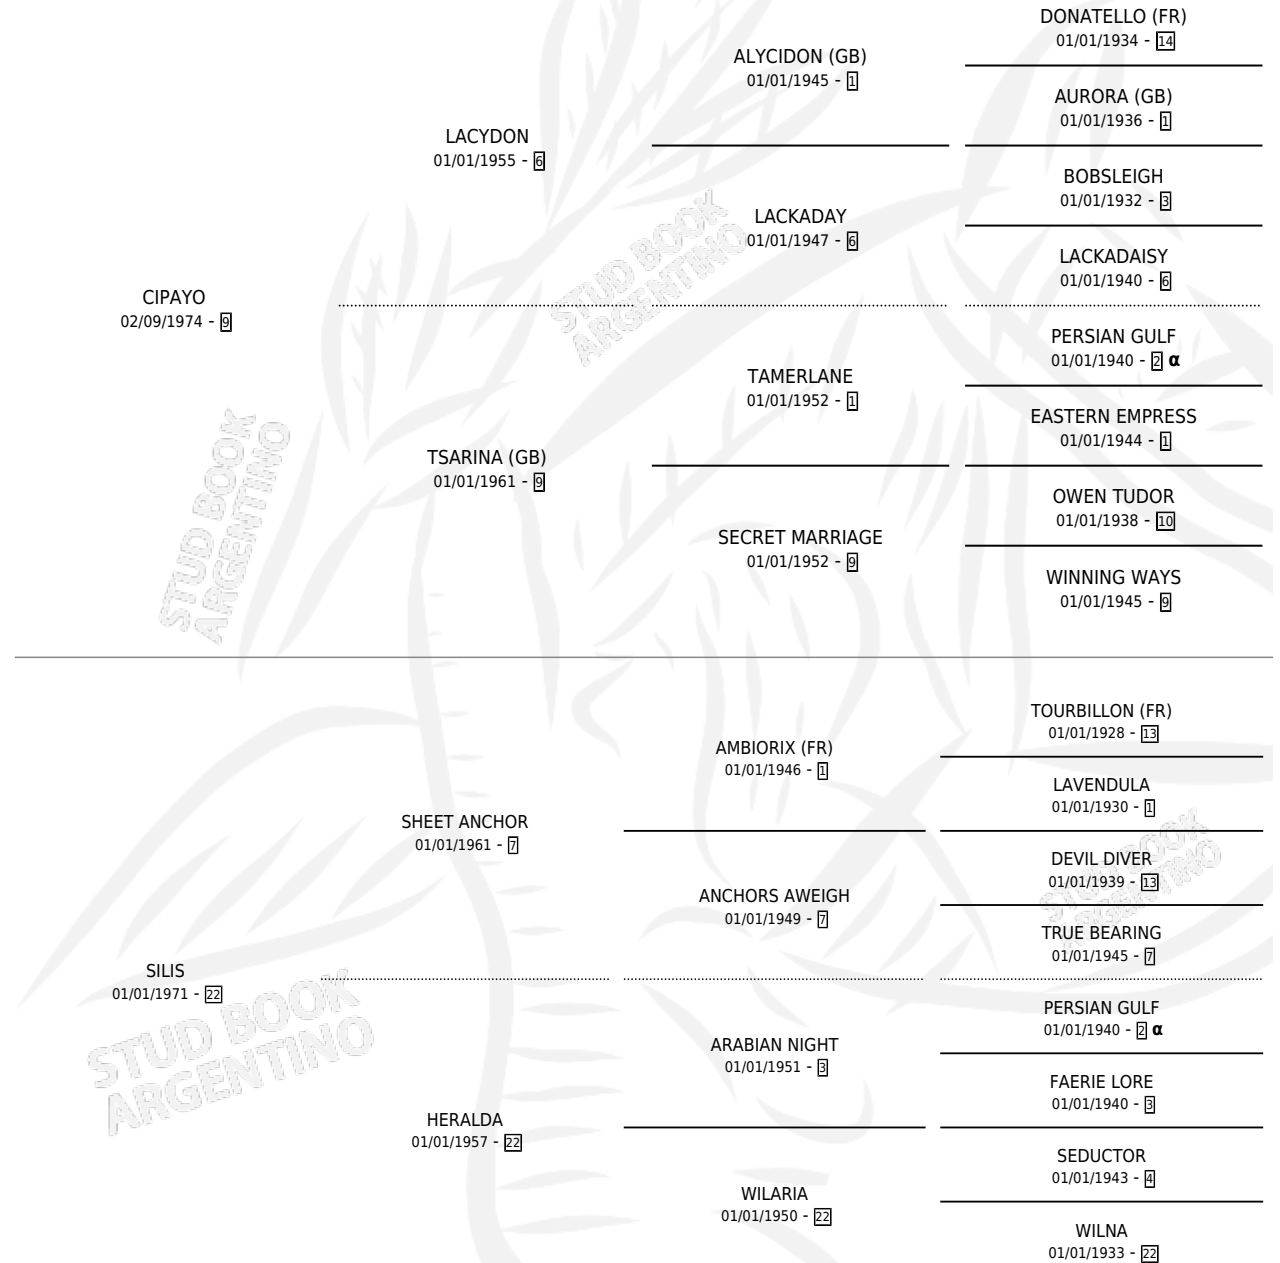 DONATELLO (FR)
01/01/1934 - 14
ALYCIDON (GB)
01/01/1945 - 1
AURORA (GB)
01/01/1936 - 1
LACYDON
01/01/1955 - 6
BOBSLEIGH
01/01/1932 - 3
LACKADAY
01/01/1947 - 6
LACKADAISY
01/01/1940 - 6
CIPAYO
02/09/1974 - 9
PERSIAN GULF
01/01/1940 - 2 α
TAMERLANE
01/01/1952 - 1
EASTERN EMPRESS
01/01/1944 - 1
TSARINA (GB)
01/01/1961 - 9
OWEN TUDOR
01/01/1938 - 10
SECRET MARRIAGE
01/01/1952 - 9
WINNING WAYS
01/01/1945 - 9
TOURBILLON (FR)
01/01/1928 - 13
AMBIORIX (FR)
01/01/1946 - 1
LAVENDULA
01/01/1930 - 1
SHEET ANCHOR
01/01/1961 - 7
DEVIL DIVER
01/01/1939 - 13
ANCHORS AWEIGH
01/01/1949 - 7
TRUE BEARING
01/01/1945 - 7
SILIS
01/01/1971 - 22
PERSIAN GULF
01/01/1940 - 2 α
ARABIAN NIGHT
01/01/1951 - 3
FAERIE LORE
01/01/1940 - 3
HERALDA
01/01/1957 - 22
SEDUCTOR
01/01/1943 - 4
WILARIA
01/01/1950 - 22
WILNA
01/01/1933 - 22
STUD BOOK
ARGENTINO
STUD BOOK
ARGENTINO
STUD BOOK
ARGENTINO
STUD BOOK
ARGENTINO